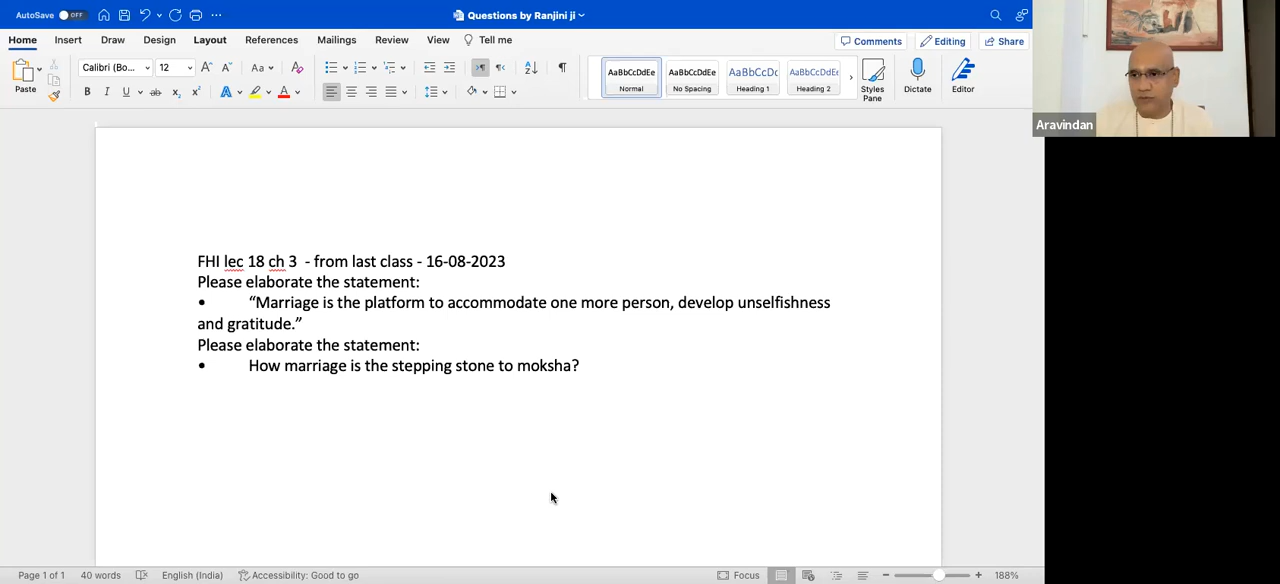 AutoSave OFF Questions by Ranjini ji
Home Insert Draw Design Layout References Mailings Review View Tell me Comments Editing Share
Paste Calibri (Bo... 12 Aa
AaBbCcDdEe AaBbCcDdEe AaBbCcDc AaBbCcDdEe
Normal No Spacing Heading 1 Heading 2 Styles Pane Dictate Editor
Aravindan
FHI lec 18 ch 3 - from last class - 16-08-2023
Please elaborate the statement:
• “Marriage is the platform to accommodate one more person, develop unselfishness
and gratitude.”
Please elaborate the statement:
• How marriage is the stepping stone to moksha?
Page 1 of 1 40 words English (India) Accessibility: Good to go Focus 188%